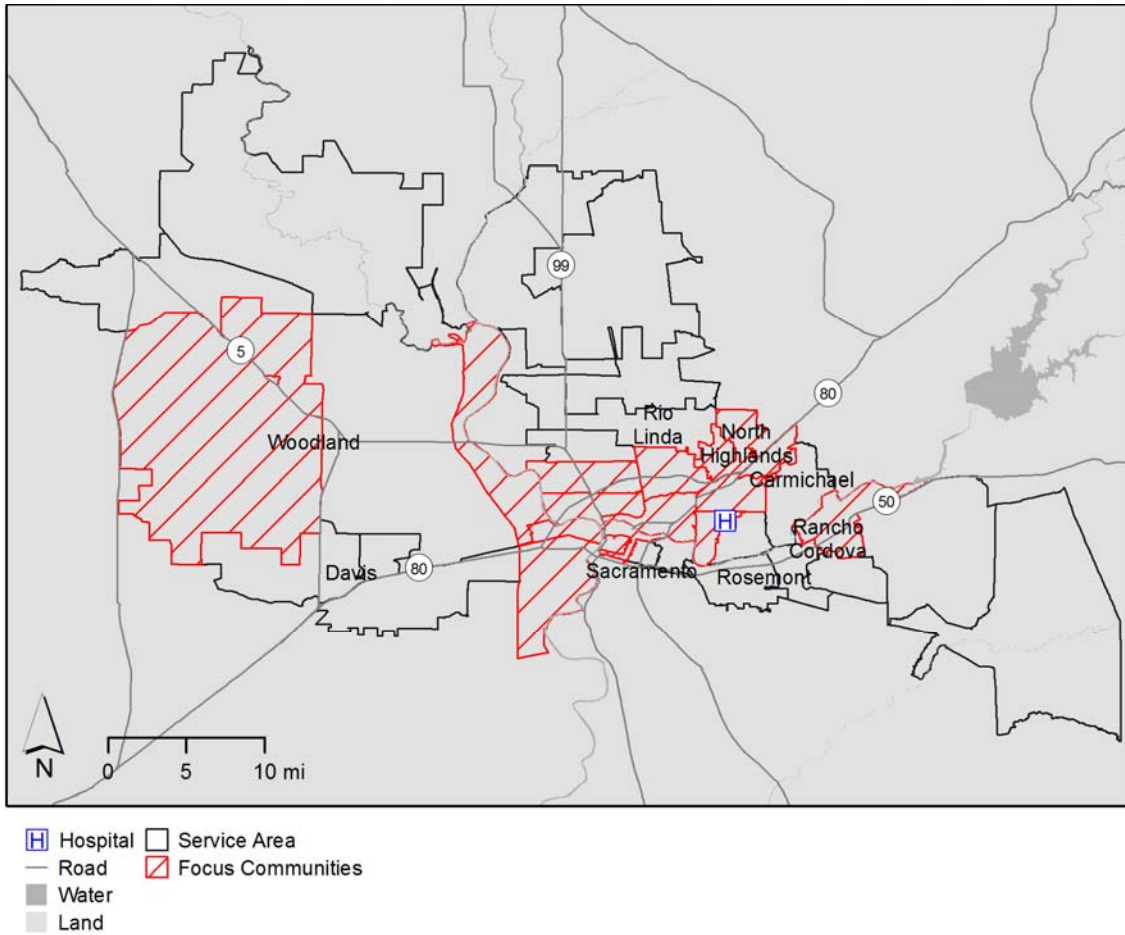 99
5
80
Rio
Linda
North
Highlands
Woodland
Carmichael
50
Rancho
Cordova
Davis
80
Sacramento
Rosemont
N
0 5 10 mi
H
H Hospital Service Area
Road Focus Communities
Water
Land